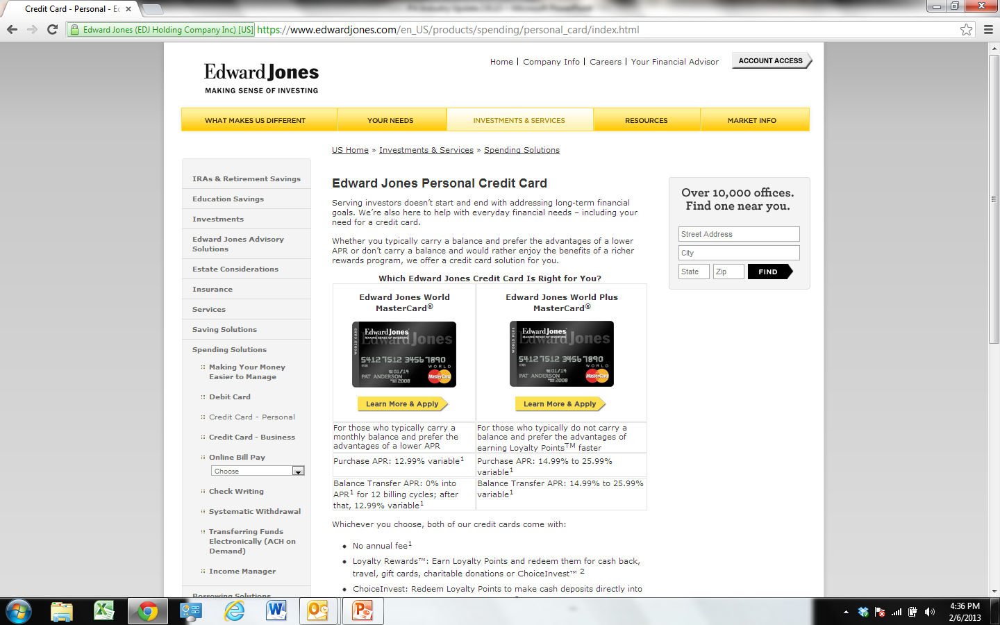 Credit Card - Personal - Ed
Edward Jones (EDJ Holding Company Inc) [US]
https://www.edwardjones.com/en_US/products/spending/personal_card/index.html
Edward Jones
MAKING SENSE OF INVESTING
Home | Company Info | Careers | Your Financial Advisor
ACCOUNT ACCESS
WHAT MAKES US DIFFERENT
YOUR NEEDS
INVESTMENTS & SERVICES
RESOURCES
MARKET INFO
US Home » Investments & Services » Spending Solutions
IRAs & Retirement Savings
Education Savings
Investments
Edward Jones Advisory
Solutions
Estate Considerations
Insurance
Services
Saving Solutions
Spending Solutions
Making Your Money
Easier to Manage
Debit Card
Credit Card - Personal
Credit Card - Business
Online Bill Pay
Choose
Check Writing
Systematic Withdrawal
Transferring Funds
Electronically (ACH on
Demand)
Income Manager
Borrowing Solutions
Edward Jones Personal Credit Card
Serving investors doesn't start and end with addressing long-term financial
goals. We're also here to help with everyday financial needs – including your
need for a credit card.
Whether you typically carry a balance and prefer the advantages of a lower
APR or don't carry a balance and would rather enjoy the benefits of a richer
rewards program, we offer a credit card solution for you.
Which Edward Jones Credit Card Is Right for You?
Edward Jones World
MasterCard®
WORLD CARD
Edward Jones
MAKING SENSE OF INVESTING
Edward Jones
5412 7512 3456 7890
WORLD
01/14
PAT ANDERSON 2008
MasterCard
Learn More & Apply
For those who typically carry a
monthly balance and prefer the
advantages of a lower APR
Purchase APR: 12.99% variable1
Balance Transfer APR: 0% into
APR1 for 12 billing cycles; after
that, 12.99% variable1
Edward Jones World Plus
MasterCard®
WORLD PLUS
Edward Jones
MAKING SENSE OF INVESTING
Edward Jones
5412 7512 3456 7890
WORLD
01/14
PAT ANDERSON 2008
MasterCard
Learn More & Apply
For those who typically do not carry a
balance and prefer the advantages of
earning Loyalty PointsTM faster
Purchase APR: 14.99% to 25.99%
variable1
Balance Transfer APR: 14.99% to 25.99%
variable1
Whichever you choose, both of our credit cards come with:
No annual fee1
Loyalty Rewards™: Earn Loyalty Points and redeem them for cash back,
travel, gift cards, charitable donations or ChoiceInvest™ 2
ChoiceInvest: Redeem Loyalty Points to make cash deposits directly into
Over 10,000 offices.
Find one near you.
Street Address
City
State
Zip
FIND
4:36 PM
2/6/2013